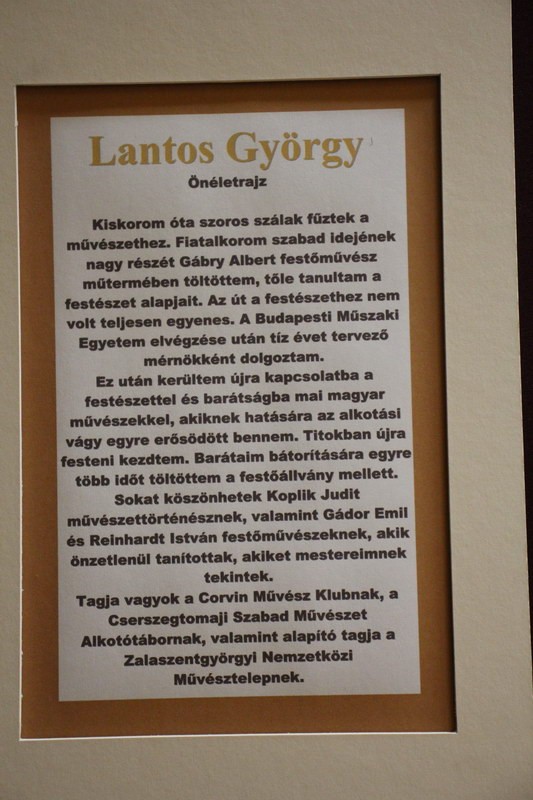 Lantos György
Önéletrajz
Kiskorom óta szoros szálak fűztek a
művészethez. Fiatalkorom szabad idejének
nagy részét Gábry Albert festőművész
műtermében töltöttem, tőle tanultam a
festészet alapjait. Az út a festészethez nem
volt teljesen egyenes. A Budapesti Műszaki
Egyetem elvégzése után tíz évet tervező
mérnökként dolgoztam.
Ez után kerültem újra kapcsolatba a
festészettel és barátságba mai magyar
művészekkel, akiknek hatására az alkotási
vágy egyre erősödött bennem. Titokban újra
festeni kezdtem. Barátaim bátorítására egyre
több időt töltöttem a festőállvány mellett.
Sokat köszönhetek Koplik Judit
művészettörténésznek, valamint Gádor Emil
és Reinhardt István festőművészeknek, akik
önzetlenül tanítottak, akiket mestereimnek
tekintek.
Tagja vagyok a Corvin Művész Klubnak, a
Cserszegtomaji Szabad Művészet
Alkotótábornak, valamint alapító tagja a
Zalaszentgyörgyi Nemzetközi
Művésztelepnek.